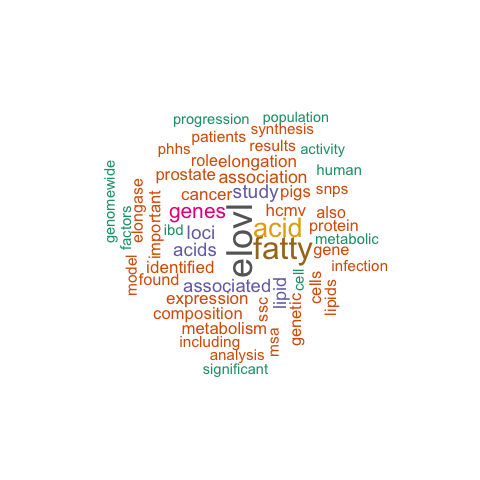 progression
population
synthesis
patients
phhs
results
activity
role
elongation
human
prostate
association
genomewide
cancer
study
pigs
snps
elongase
important
genes
hcmv
also
factors
ibd
loci
elovl
acid
protein
acids
fatty
metabolic
gene
model
identified
infection
found
associated
lipid
cell
cells
lipids
expression
ssc
genetic
composition
metabolism
msa
including
analysis
significant